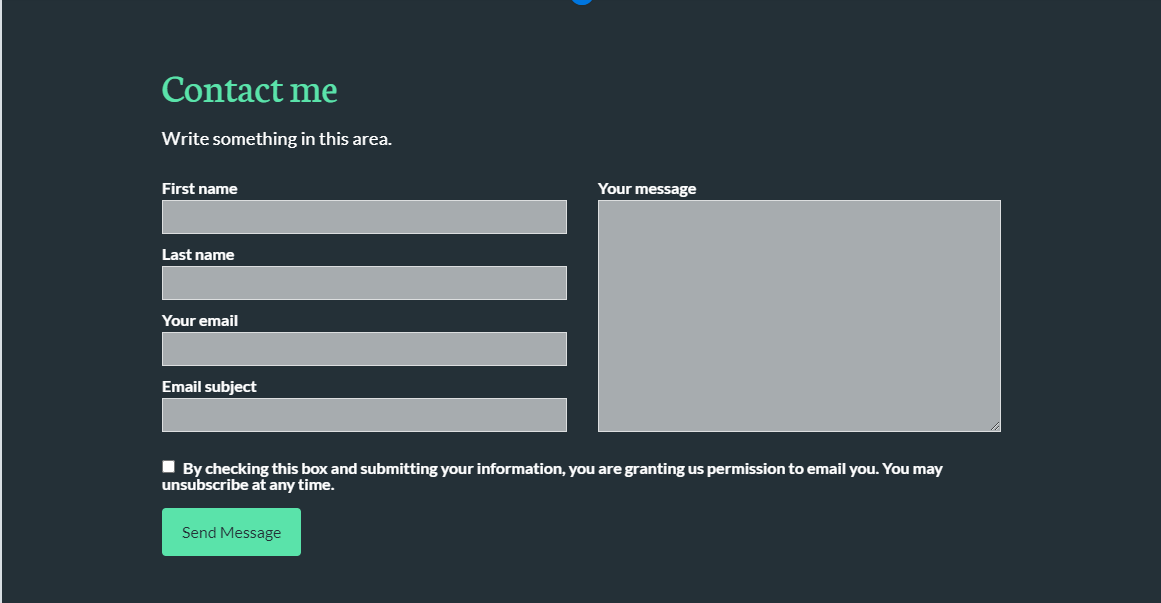 Contact me
Write something in this area.
First name
Last name
Your email
Email subject
Your message
By checking this box and submitting your information, you are granting us permission to email you. You may
unsubscribe at any time.
Send Message